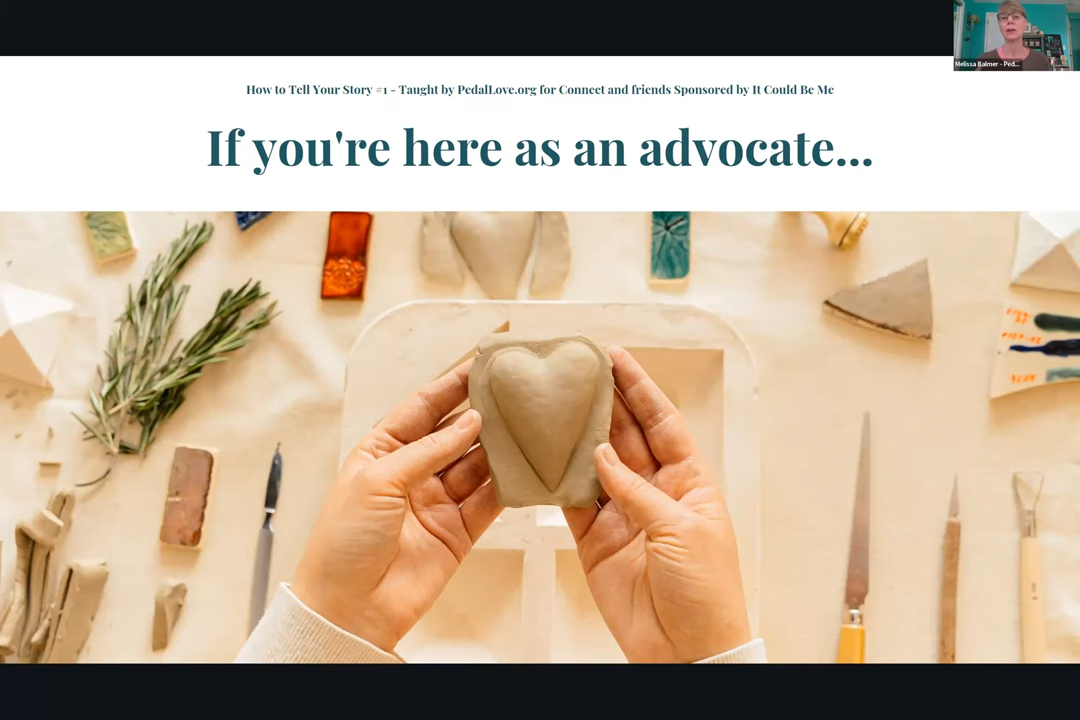 Melissa Balmer - Ped...
How to Tell Your Story #1 - Taught by PedalLove.org for Connect and friends Sponsored by It Could Be Me
If you're here as an advocate...